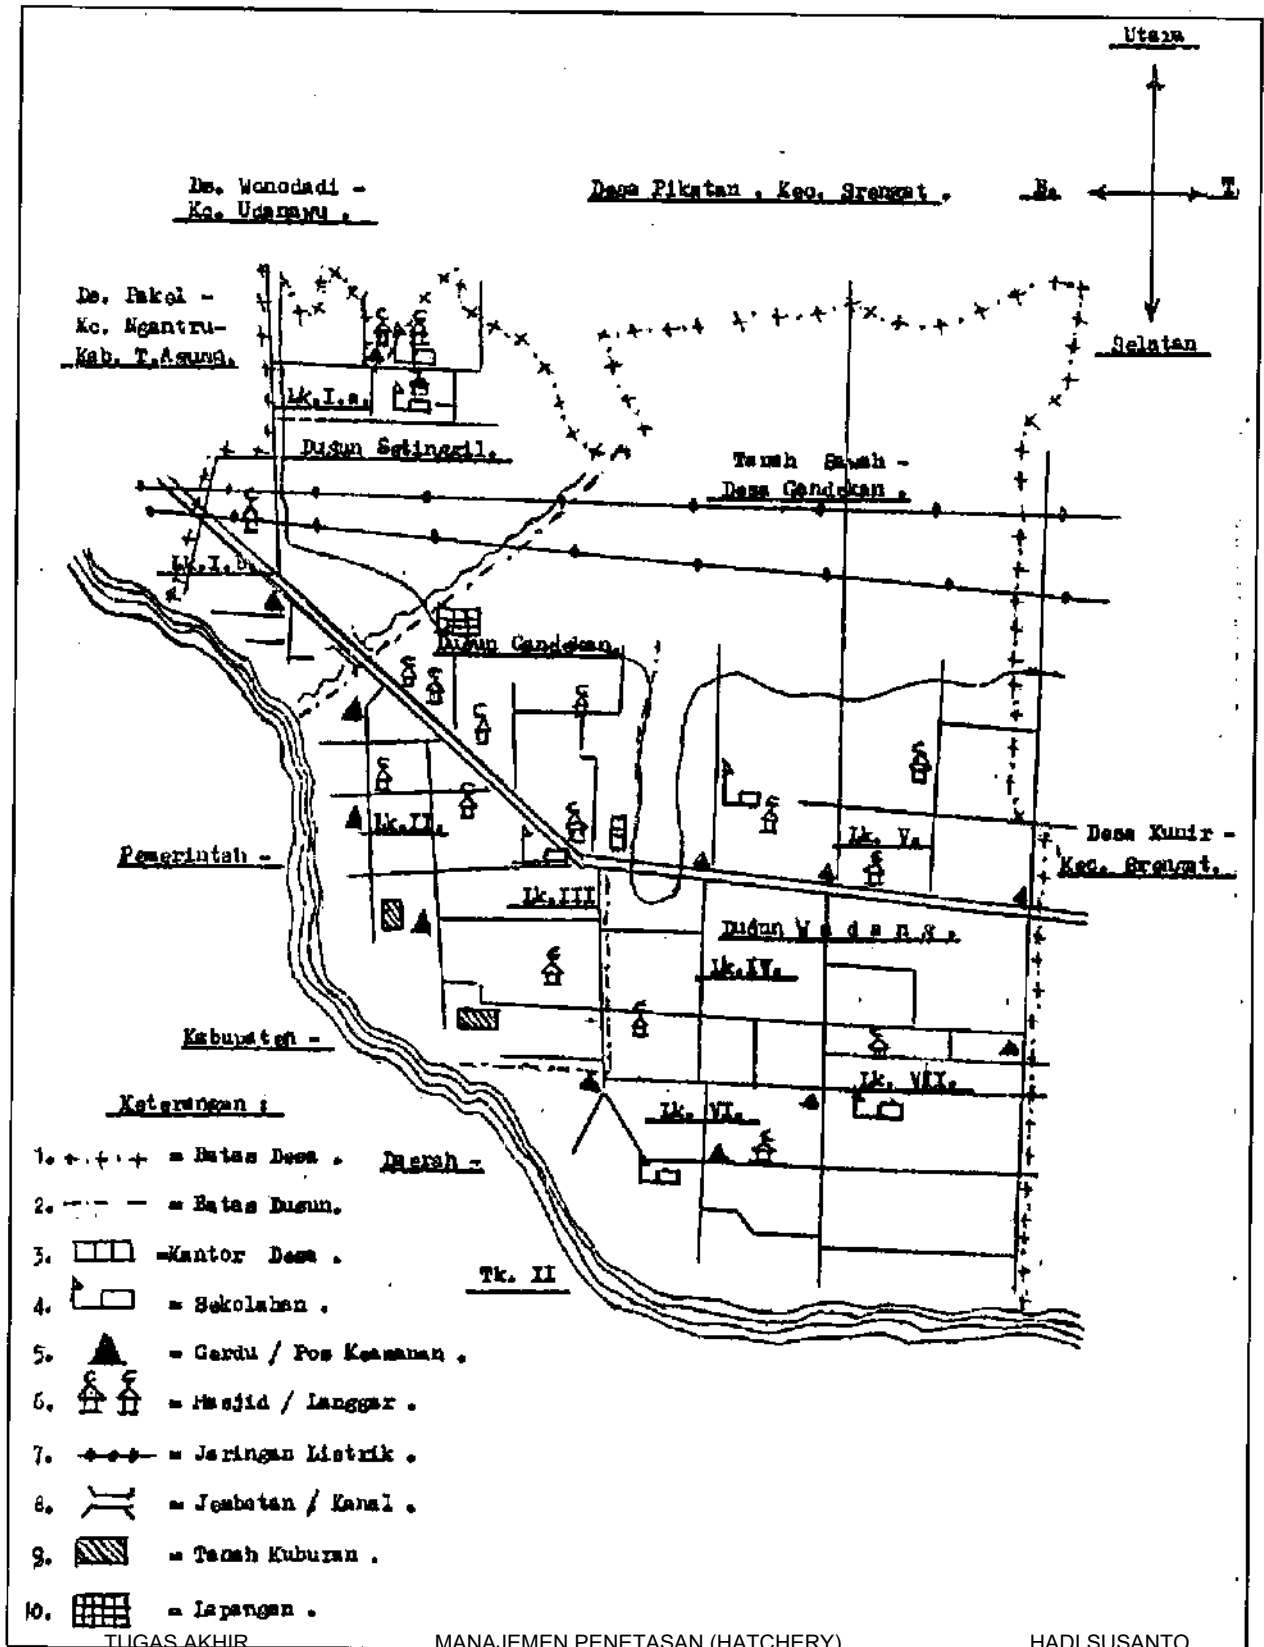 Utara
Ds. Wonodadi -
Kc. Udanawu .
Desa Pikatan . Kec. Srengat .
B.
T
Ds. Pakel -
Kc. Ngantru-
Kab. T.Agung.
Selatan
Lk.I.a.
Dusun Setinggil.
Tanah Sawah -
Desa Gandekan .
Lk.I.b.
Dusun Gandekan.
Lk.II.
Lk. V.
Desa Kunir -
Kec. Srengat.
Pemerintah -
Lk.III
Dusun W a d a n g .
Lk.IV.
Kabupaten -
Lk. VII.
Lk. VI.
Keterangan :
1. = Batas Desa .
Daerah -
2. = Batas Dusun.
3. =Kantor Desa .
Tk. II
4. = Sekolahan .
5. = Gardu / Pos Keamanan .
6. = Masjid / Langgar .
7. = Jaringan Listrik .
8. = Jembatan / Kanal .
9. = Tanah Kuburan .
10. = Lapangan .
TUGAS AKHIR MANAJEMEN PENETASAN (HATCHERY) HADI SUSANTO